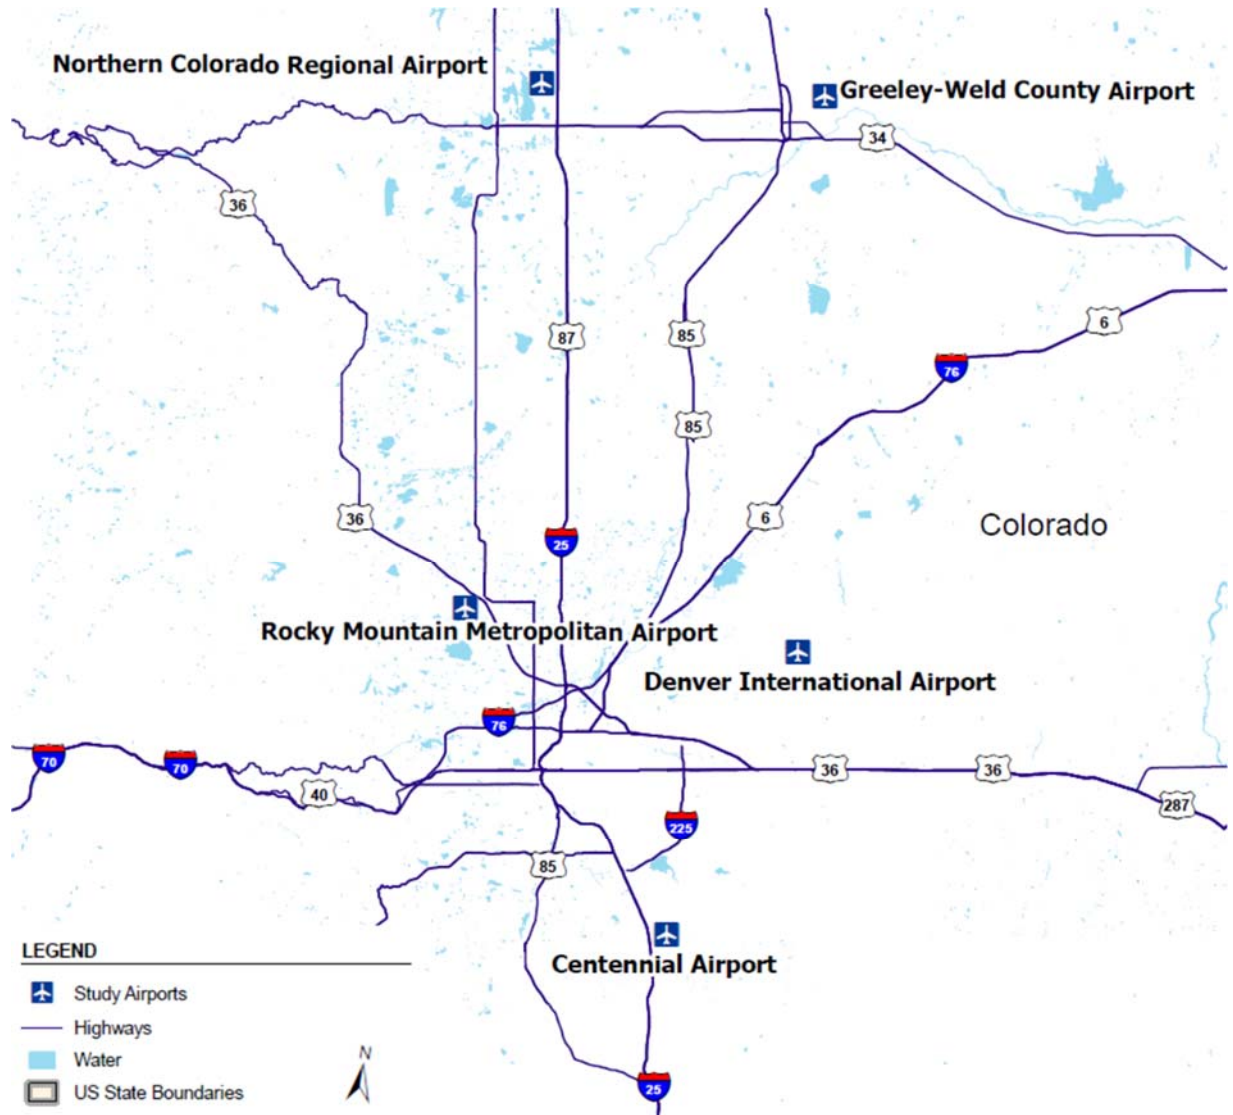 Northern Colorado Regional Airport
Greeley-Weld County Airport
34
36
87
85
6
76
85
36
6
Colorado
25
Rocky Mountain Metropolitan Airport
Denver International Airport
76
70
70
36
36
40
287
225
85
Centennial Airport
LEGEND
Study Airports
Highways
Water
US State Boundaries
N
25